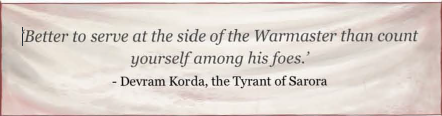 'Better to serve at the side of the Warmaster than count
yourself among his foes.'
- Devram Korda, the Tyrant of Sarora